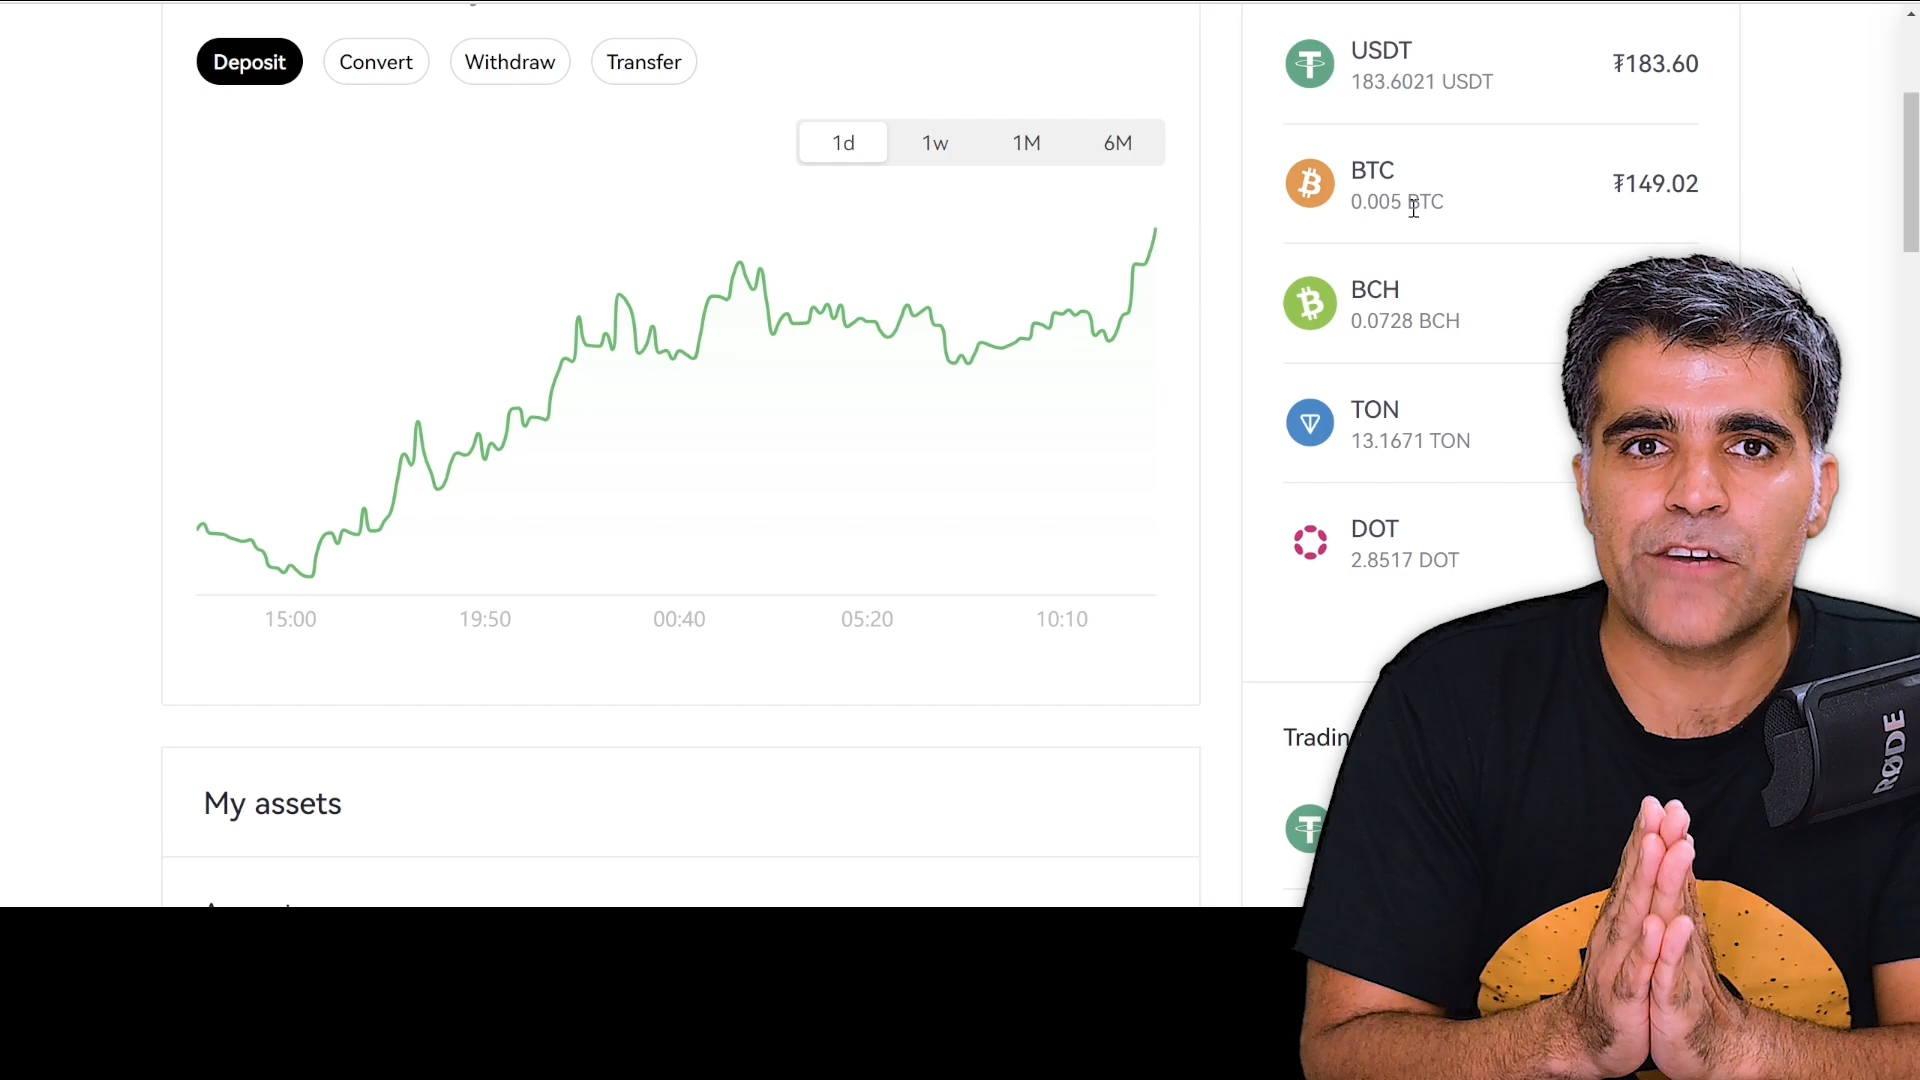 Deposit
Convert
Withdraw
Transfer
1d
1w
1M
6M
15:00
19:50
00:40
05:20
10:10
My assets
USDT
183.6021 USDT
₮183.60
BTC
0.005 BTC
₮149.02
BCH
0.0728 BCH
TON
13.1671 TON
DOT
2.8517 DOT
Tradin
RØDE